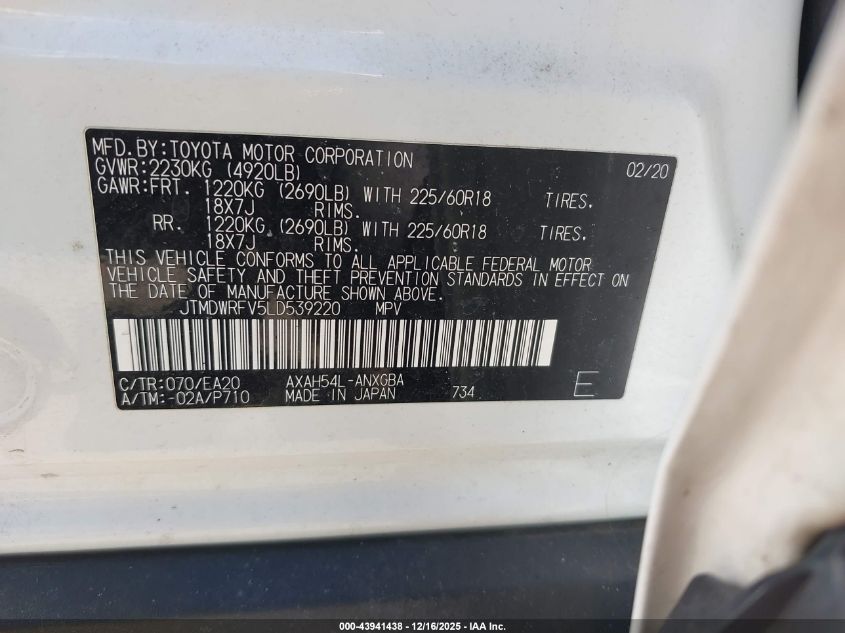 MFD.BY:TOYOTA MOTOR CORPORATION 02/20
GVWR:2230KG (4920LB)
GAWR:FRT. 1220KG (2690LB) WITH 225/60R18 TIRES.
18X7J RIMS.
RR. 1220KG (2690LB) WITH 225/60R18 TIRES.
18X7J RIMS.
THIS VEHICLE CONFORMS TO ALL APPLICABLE FEDERAL MOTOR
VEHICLE SAFETY AND THEFT PREVENTION STANDARDS IN EFFECT ON
THE DATE OF MANUFACTURE SHOWN ABOVE.
JTMDWRFV5LD539220 MPV
C/TR:070/EA20 AXAH54L-ANXGBA E
A/TM:-02A/P710 MADE IN JAPAN 734
000-43941438 - 12/16/2025 - IAA Inc.